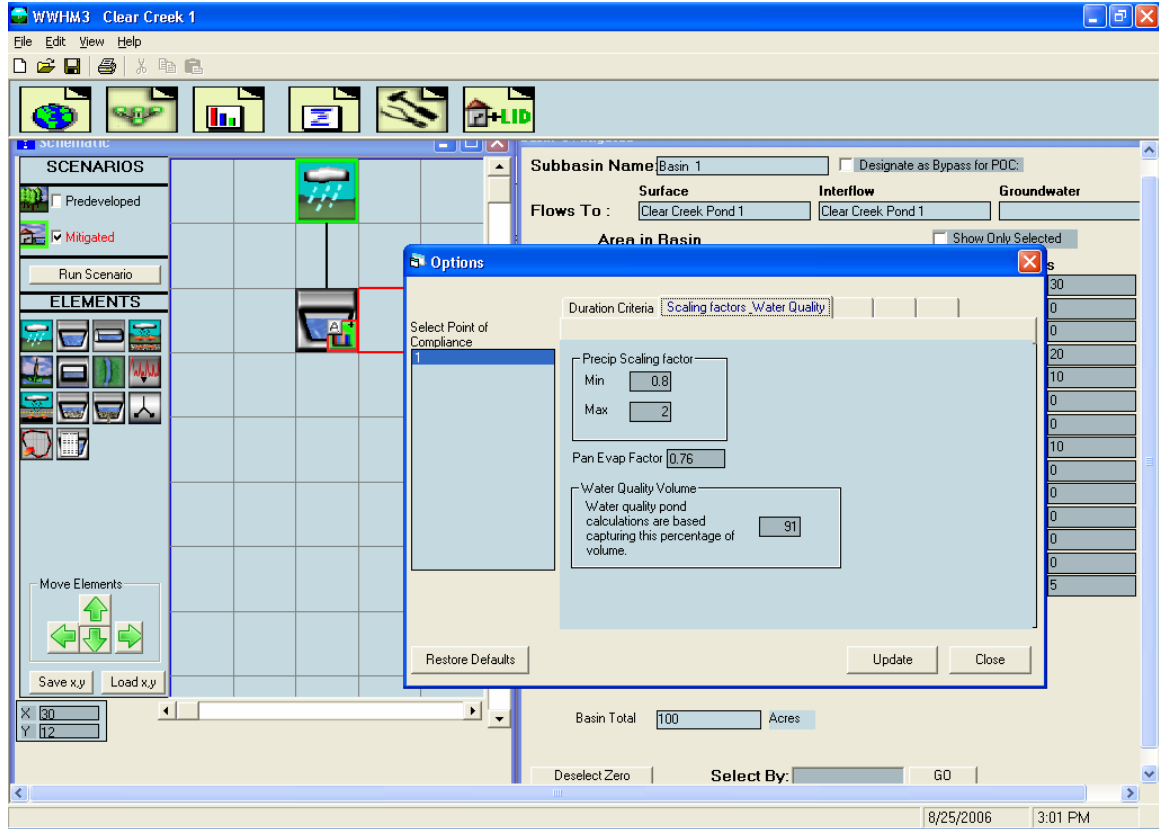 WWHM3 Clear Creek 1
File Edit View Help
+LID
Schematic
SCENARIOS
Predeveloped
Mitigated
Run Scenario
ELEMENTS
Move Elements
Save x,y Load x,y
X 30
Y 12
A
Subbasin Name: Basin 1 Designate as Bypass for POC:
Surface Interflow Groundwater
Flows To : Clear Creek Pond 1 Clear Creek Pond 1
Area in Basin Show Only Selected
s
30
0
0
20
10
0
0
10
0
0
0
0
0
5
Options
Select Point of
Compliance
1
Duration Criteria Scaling factors_Water Quality
Precip Scaling factor
Min 0.8
Max 2
Pan Evap Factor 0.76
Water Quality Volume
Water quality pond
calculations are based
capturing this percentage of
volume.
91
Restore Defaults Update Close
Basin Total 100 Acres
Deselect Zero Select By: GO
8/25/2006 3:01 PM